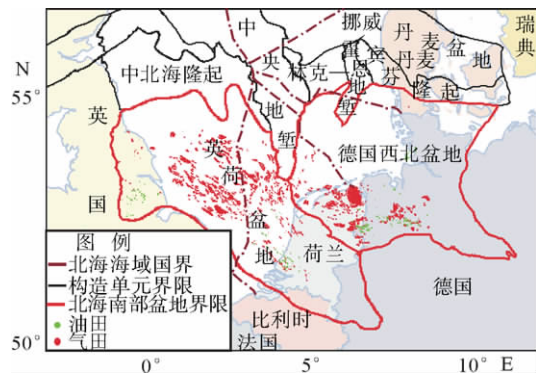 挪威
丹麦盆地
瑞典
N
中央地堑
中北海隆起
林克—宾芬隆起
丹麦
霍恩地堑
55°
英国
英荷盆地
德国西北盆地
图 例
北海海域国界
构造单元界限
北海南部盆地界限
油田
气田
荷兰
德国
比利时
法国
50°
0°
5°
10°
E